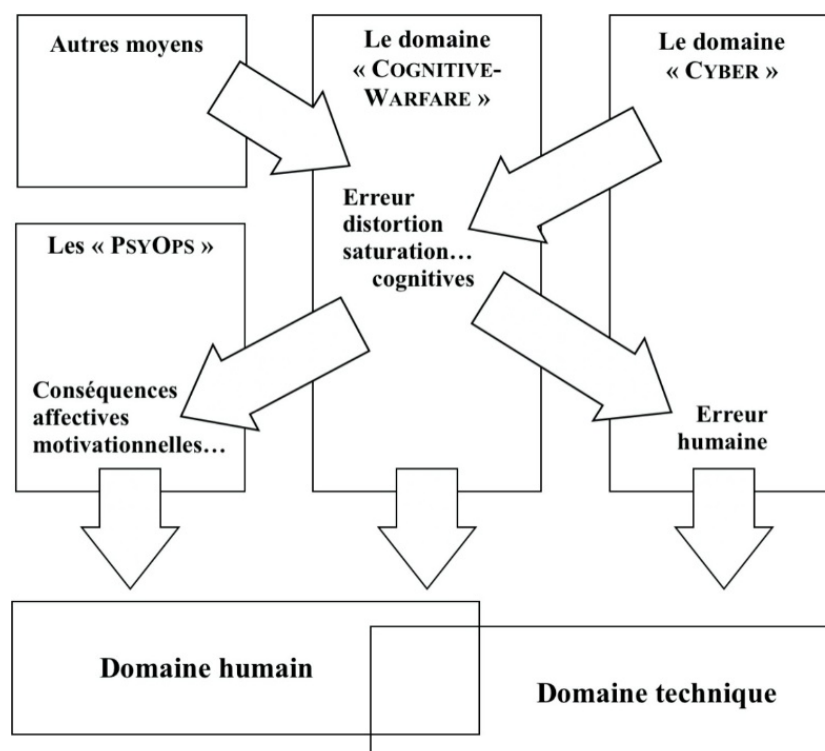 Autres moyens
Le domaine
« COGNITIVE-
WARFARE »
Le domaine
« CYBER »
Erreur
distortion
saturation…
cognitives
Les « PSYOPS »
Conséquences
affectives
motivationnelles…
Erreur
humaine
Domaine humain
Domaine technique